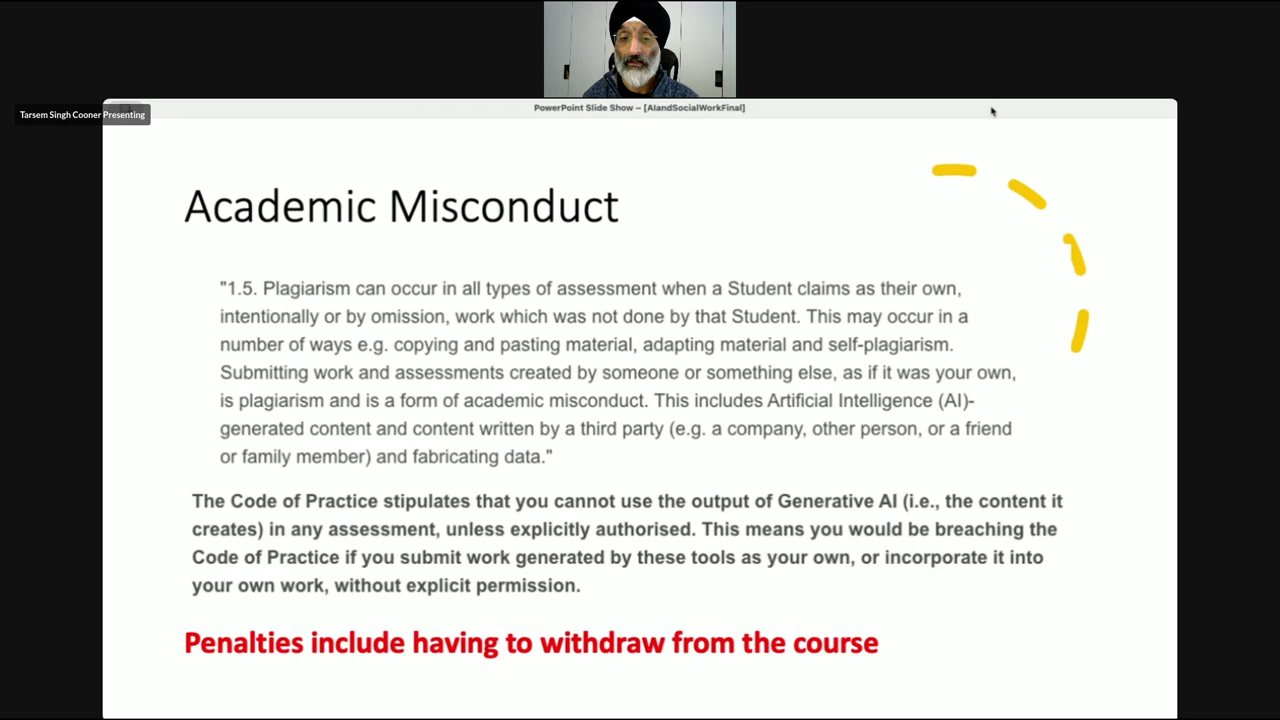 Tarsem Singh Cooner Presenting
PowerPoint Slide Show – [AIandSocialWorkFinal]
Academic Misconduct
"1.5. Plagiarism can occur in all types of assessment when a Student claims as their own,
intentionally or by omission, work which was not done by that Student. This may occur in a
number of ways e.g. copying and pasting material, adapting material and self-plagiarism.
Submitting work and assessments created by someone or something else, as if it was your own,
is plagiarism and is a form of academic misconduct. This includes Artificial Intelligence (AI)-
generated content and content written by a third party (e.g. a company, other person, or a friend
or family member) and fabricating data."
The Code of Practice stipulates that you cannot use the output of Generative AI (i.e., the content it
creates) in any assessment, unless explicitly authorised. This means you would be breaching the
Code of Practice if you submit work generated by these tools as your own, or incorporate it into
your own work, without explicit permission.
Penalties include having to withdraw from the course